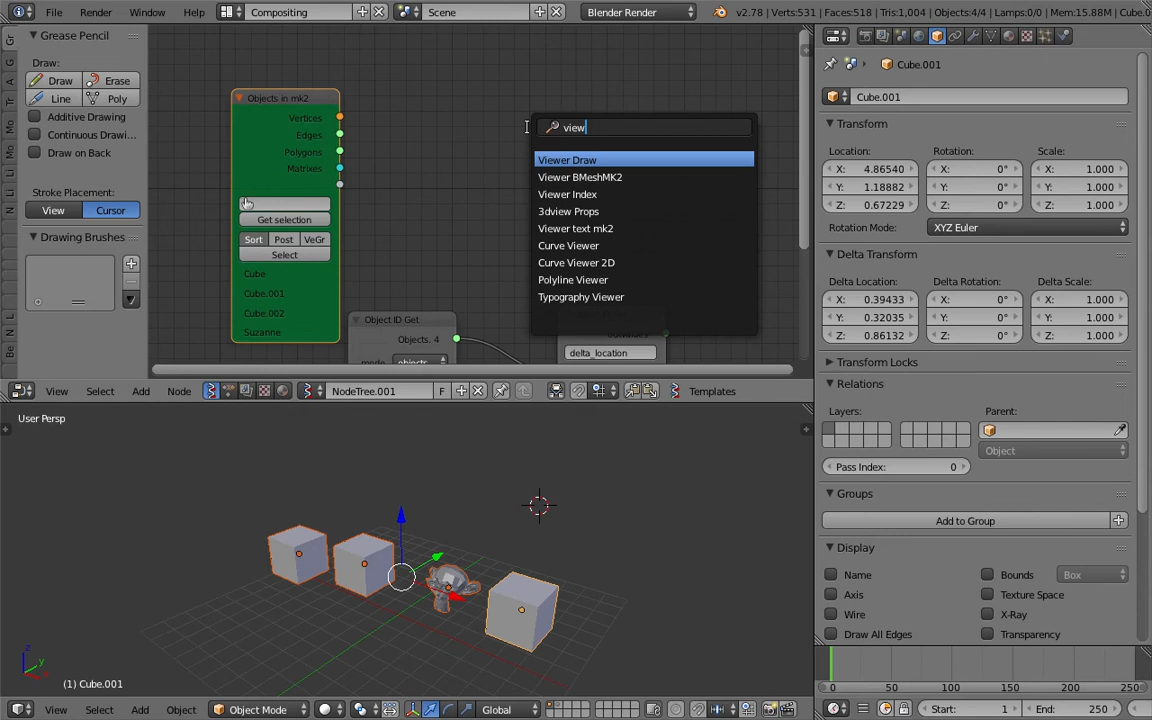 File Render Window Help Compositing Scene Blender Render v2.78 | Verts:531 | Faces:518 | Tris:1,004 | Objects:4/4 | Lamps:0/0 | Mem:15.88M | Cube.0
Grease Pencil
Draw:
Draw Erase
Line Poly
Additive Drawing
Continuous Drawi...
Draw on Back
Stroke Placement:
View Cursor
Drawing Brushes
Gr
G
A
Tr
Mo
Mo
Li
Li
N
N
L
Be
Objects in mk2
Vertices
Edges
Polygons
Matrixes
Get selection
Sort Post VeGr
Select
Cube
Cube.001
Cube.002
Suzanne
Object ID Get
Objects. 4
delta_location
view
Viewer Draw
Viewer BMeshMK2
Viewer Index
3dview Props
Viewer text mk2
Curve Viewer
Curve Viewer 2D
Polyline Viewer
Typography Viewer
View Select Add Node NodeTree.001 F Templates
User Persp
(1) Cube.001
z
y
x
View Select Add Object Object Mode Global
Cube.001
Cube.001
Transform
Location: Rotation: Scale:
X: 4.86540 X: 0° X: 1.000
Y: 1.18882 Y: 0° Y: 1.000
Z: 0.67229 Z: 0° Z: 1.000
Rotation Mode: XYZ Euler
Delta Transform
Delta Location: Delta Rotation: Delta Scale:
X: 0.39433 X: 0° X: 1.000
Y: 0.32035 Y: 0° Y: 1.000
Z: 0.86132 Z: 0° Z: 1.000
Transform Locks
Relations
Layers: Parent:
Object
Pass Index: 0
Groups
Add to Group
Display
Name Bounds Box
Axis Texture Space
Wire X-Ray
Draw All Edges Transparency
0 50 100 150 200 250
Start: 1 End: 250